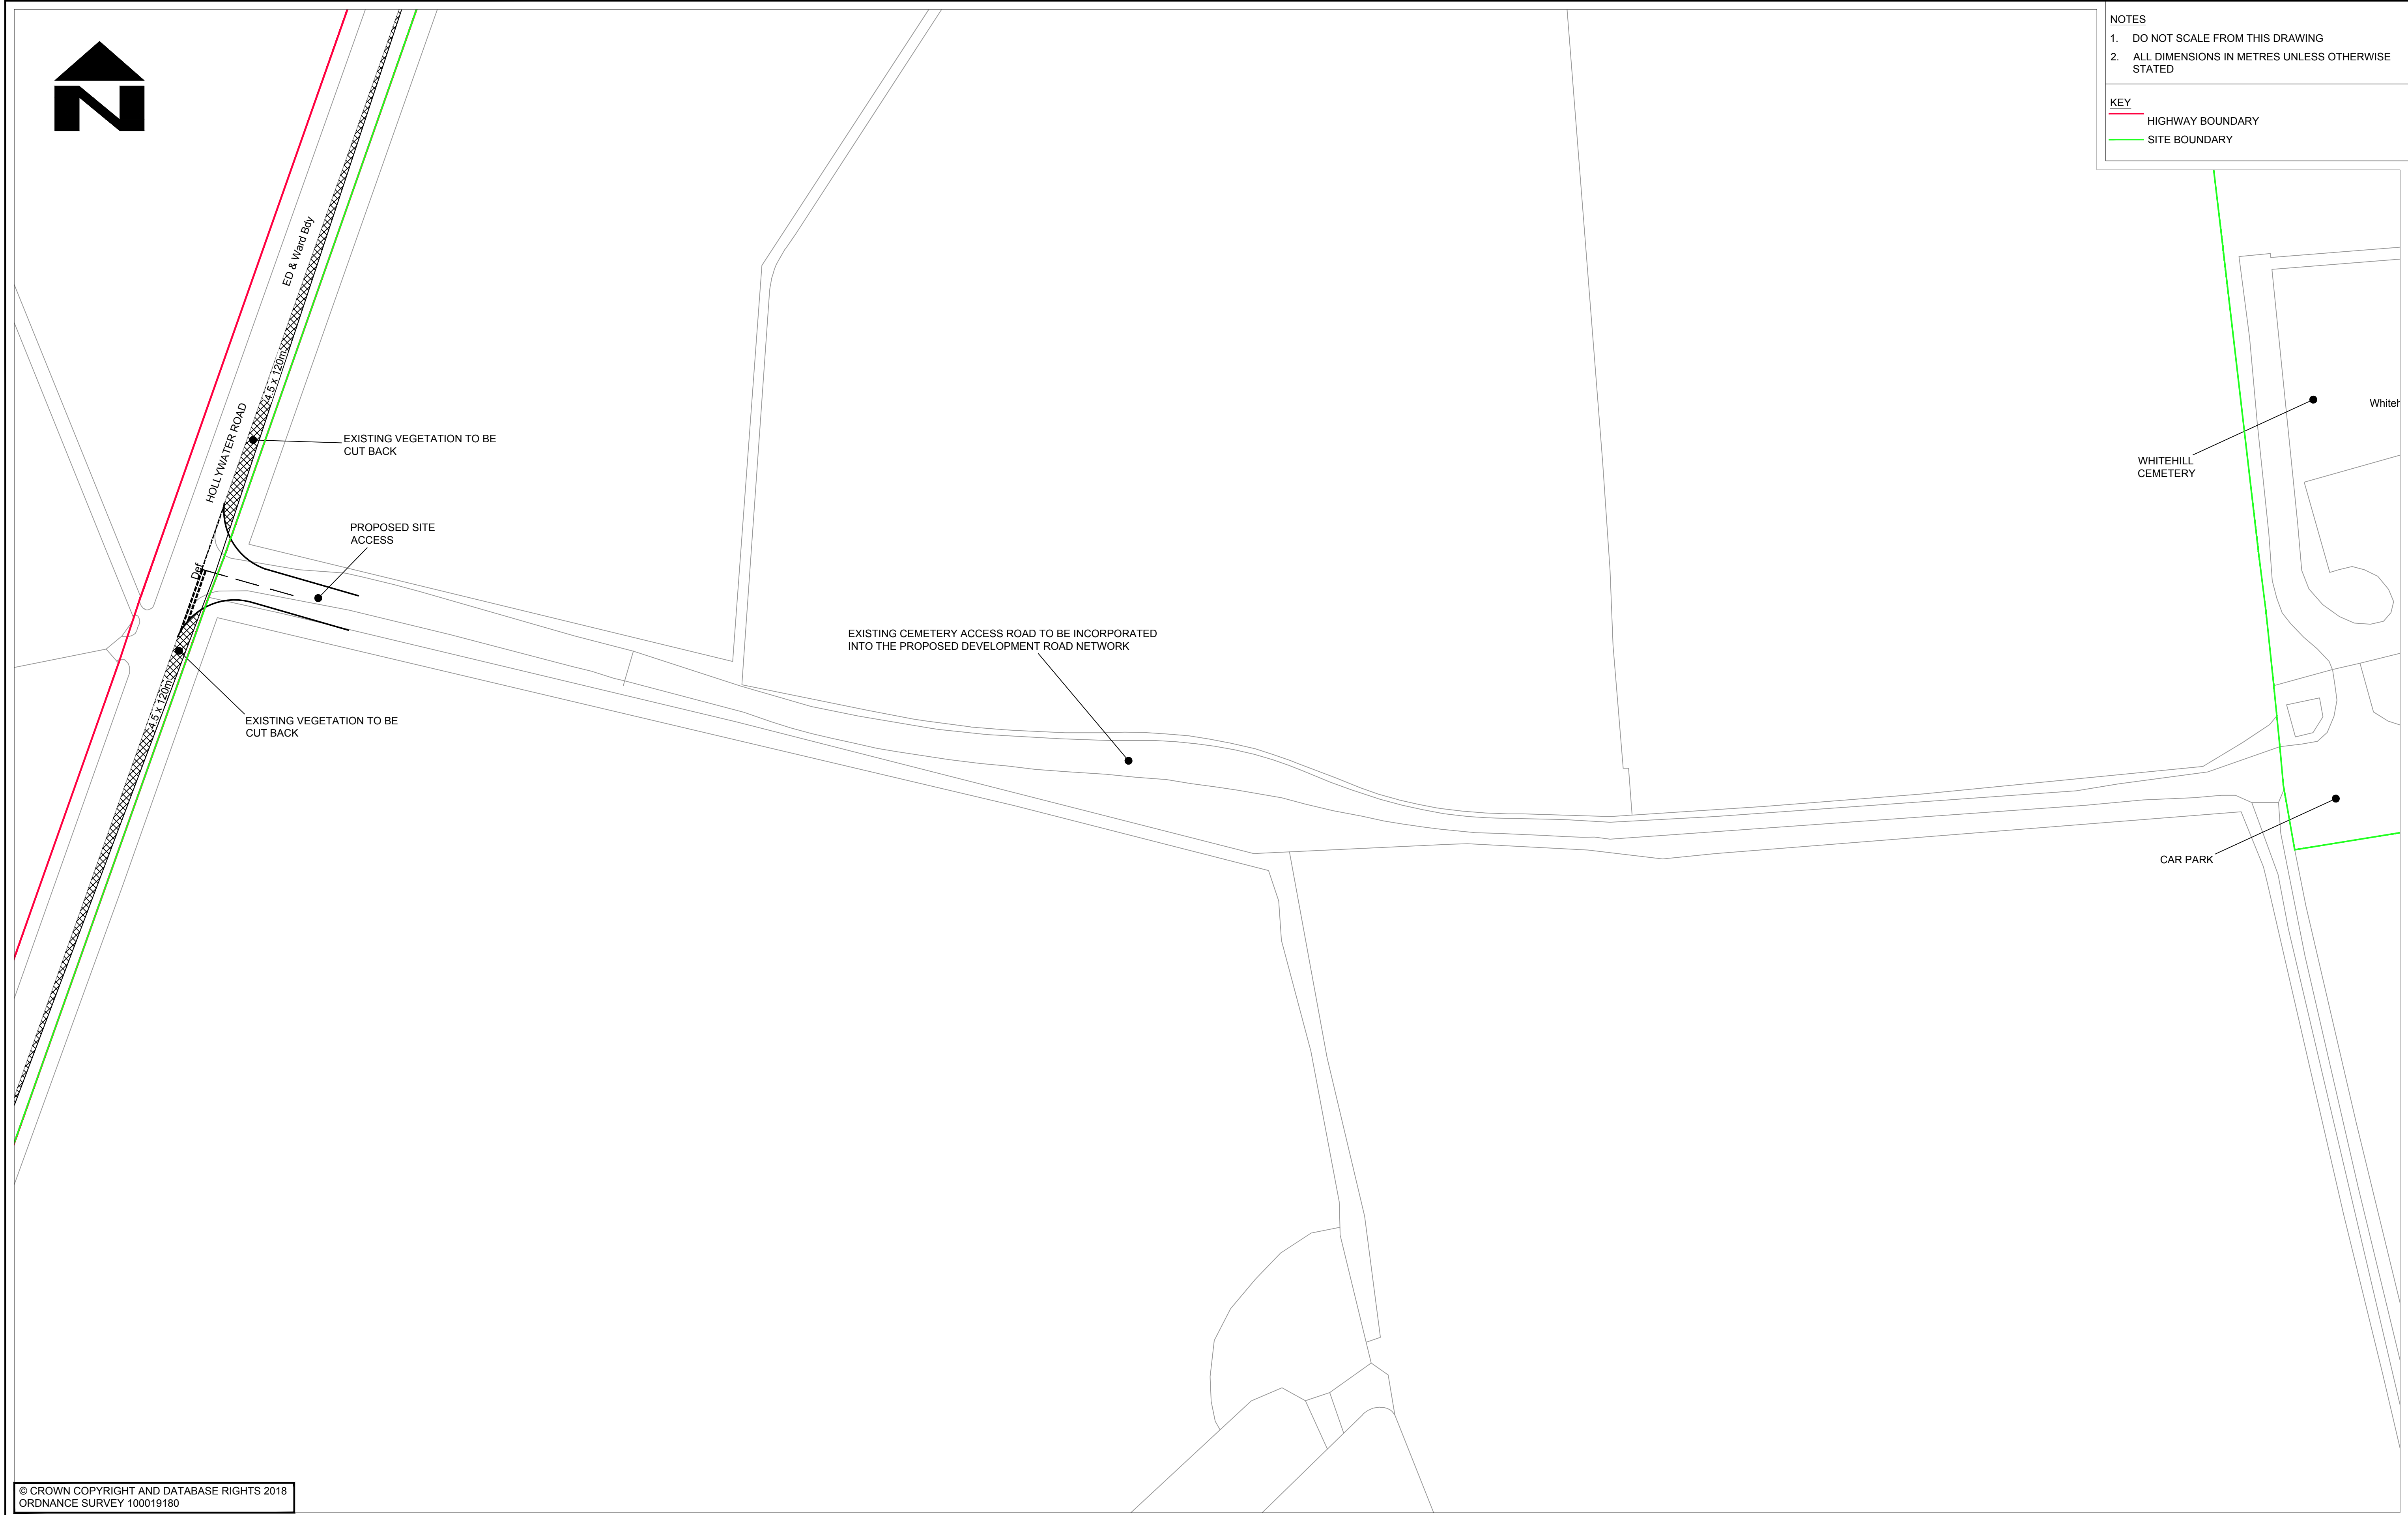 NOTES
1. DO NOT SCALE FROM THIS DRAWING
2. ALL DIMENSIONS IN METRES UNLESS OTHERWISE
STATED
KEY
HIGHWAY BOUNDARY
SITE BOUNDARY
N
ED & Ward Bdy
4.5 x 120m
HOLLYWATER ROAD
EXISTING VEGETATION TO BE
CUT BACK
PROPOSED SITE
ACCESS
Def
4.5 x 120m
EXISTING VEGETATION TO BE
CUT BACK
EXISTING CEMETERY ACCESS ROAD TO BE INCORPORATED
INTO THE PROPOSED DEVELOPMENT ROAD NETWORK
Whiteh
WHITEHILL
CEMETERY
CAR PARK
© CROWN COPYRIGHT AND DATABASE RIGHTS 2018
ORDNANCE SURVEY 100019180